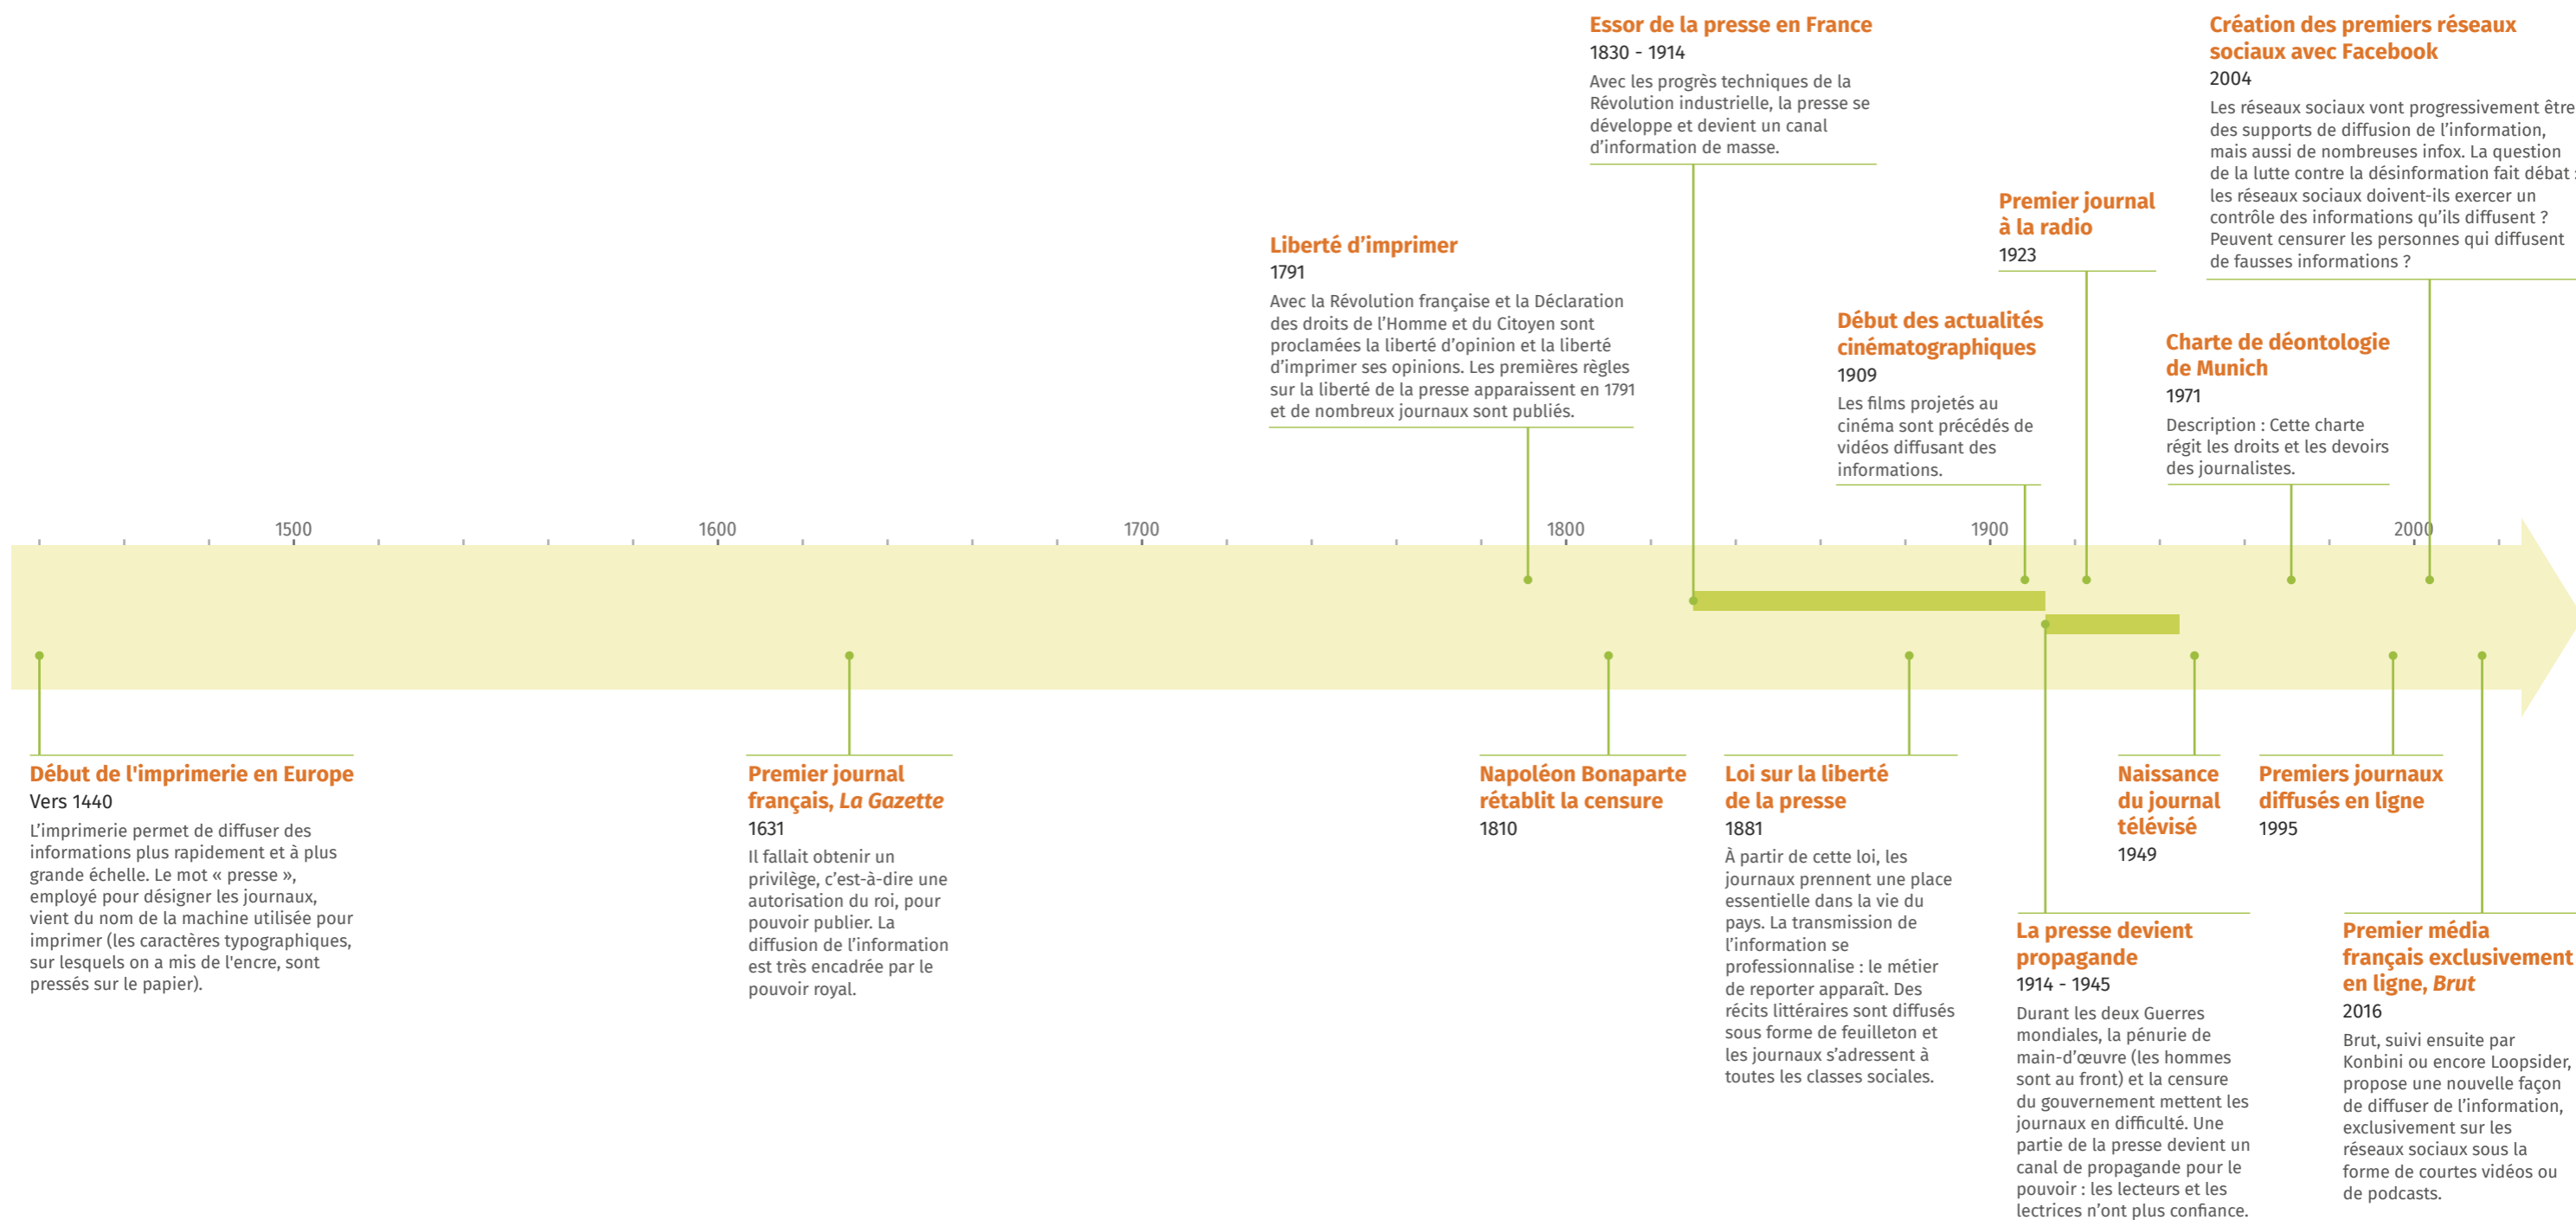 Essor de la presse en France
1830 - 1914
Avec les progrès techniques de la
Révolution industrielle, la presse se
développe et devient un canal
d’information de masse.
Création des premiers réseaux
sociaux avec Facebook
2004
Les réseaux sociaux vont progressivement être
des supports de diffusion de l’information,
mais aussi de nombreuses infox. La question
de la lutte contre la désinformation fait débat :
les réseaux sociaux doivent-ils exercer un
contrôle des informations qu’ils diffusent ?
Peuvent censurer les personnes qui diffusent
de fausses informations ?
Liberté d’imprimer
1791
Avec la Révolution française et la Déclaration
des droits de l’Homme et du Citoyen sont
proclamées la liberté d’opinion et la liberté
d’imprimer ses opinions. Les premières règles
sur la liberté de la presse apparaissent en 1791
et de nombreux journaux sont publiés.
Premier journal
à la radio
1923
Début des actualités
cinématographiques
1909
Les films projetés au
cinéma sont précédés de
vidéos diffusant des
informations.
Charte de déontologie
de Munich
1971
Description : Cette charte
régit les droits et les devoirs
des journalistes.
1500
1600
1700
1800
1900
2000
Début de l'imprimerie en Europe
Vers 1440
L’imprimerie permet de diffuser des
informations plus rapidement et à plus
grande échelle. Le mot « presse »,
employé pour désigner les journaux,
vient du nom de la machine utilisée pour
imprimer (les caractères typographiques,
sur lesquels on a mis de l'encre, sont
pressés sur le papier).
Premier journal
français, La Gazette
1631
Il fallait obtenir un
privilège, c’est-à-dire une
autorisation du roi, pour
pouvoir publier. La
diffusion de l’information
est très encadrée par le
pouvoir royal.
Napoléon Bonaparte
rétablit la censure
1810
Loi sur la liberté
de la presse
1881
À partir de cette loi, les
journaux prennent une place
essentielle dans la vie du
pays. La transmission de
l’information se
professionnalise : le métier
de reporter apparaît. Des
récits littéraires sont diffusés
sous forme de feuilleton et
les journaux s’adressent à
toutes les classes sociales.
Naissance
du journal
télévisé
1949
Premiers journaux
diffusés en ligne
1995
La presse devient
propagande
1914 - 1945
Durant les deux Guerres
mondiales, la pénurie de
main-d’œuvre (les hommes
sont au front) et la censure
du gouvernement mettent les
journaux en difficulté. Une
partie de la presse devient un
canal de propagande pour le
pouvoir : les lecteurs et les
lectrices n’ont plus confiance.
Premier média
français exclusivement
en ligne, Brut
2016
Brut, suivi ensuite par
Konbini ou encore Loopsider,
propose une nouvelle façon
de diffuser de l’information,
exclusivement sur les
réseaux sociaux sous la
forme de courtes vidéos ou
de podcasts.